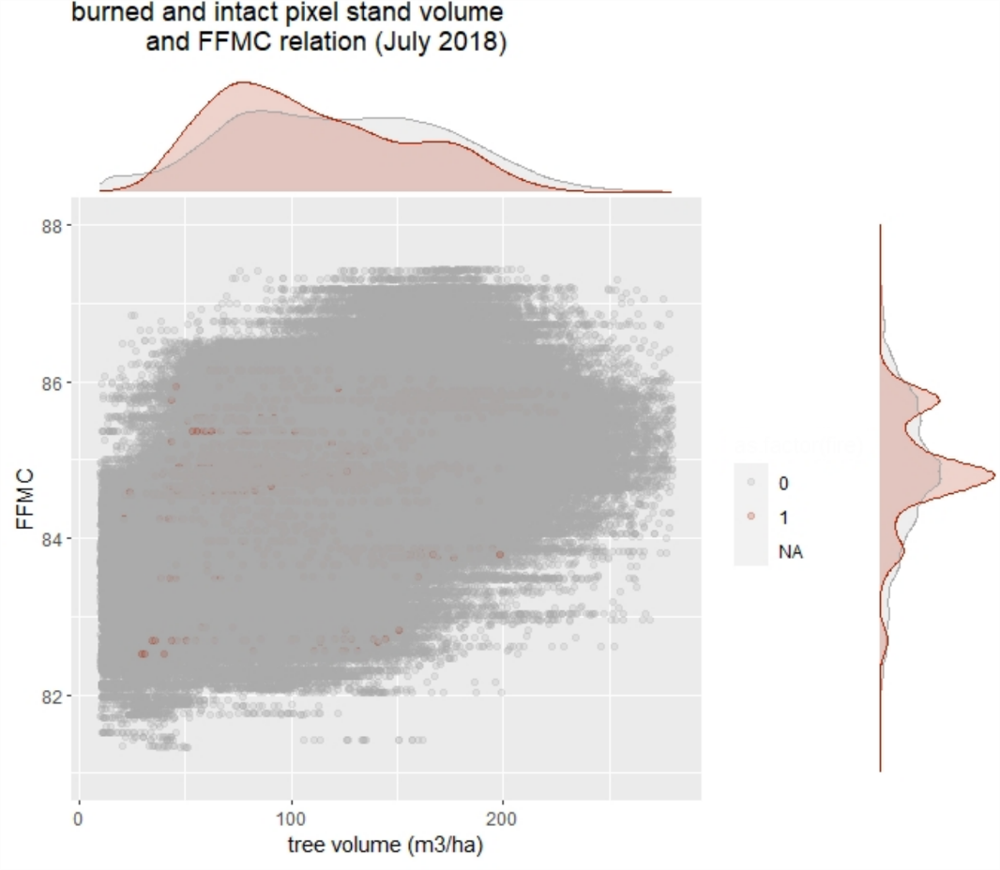 burned and intact pixel stand volume
and FFMC relation (July 2018)
88
86
84
82
FFMC
0
100
200
tree volume (m3/ha)
0
1
NA